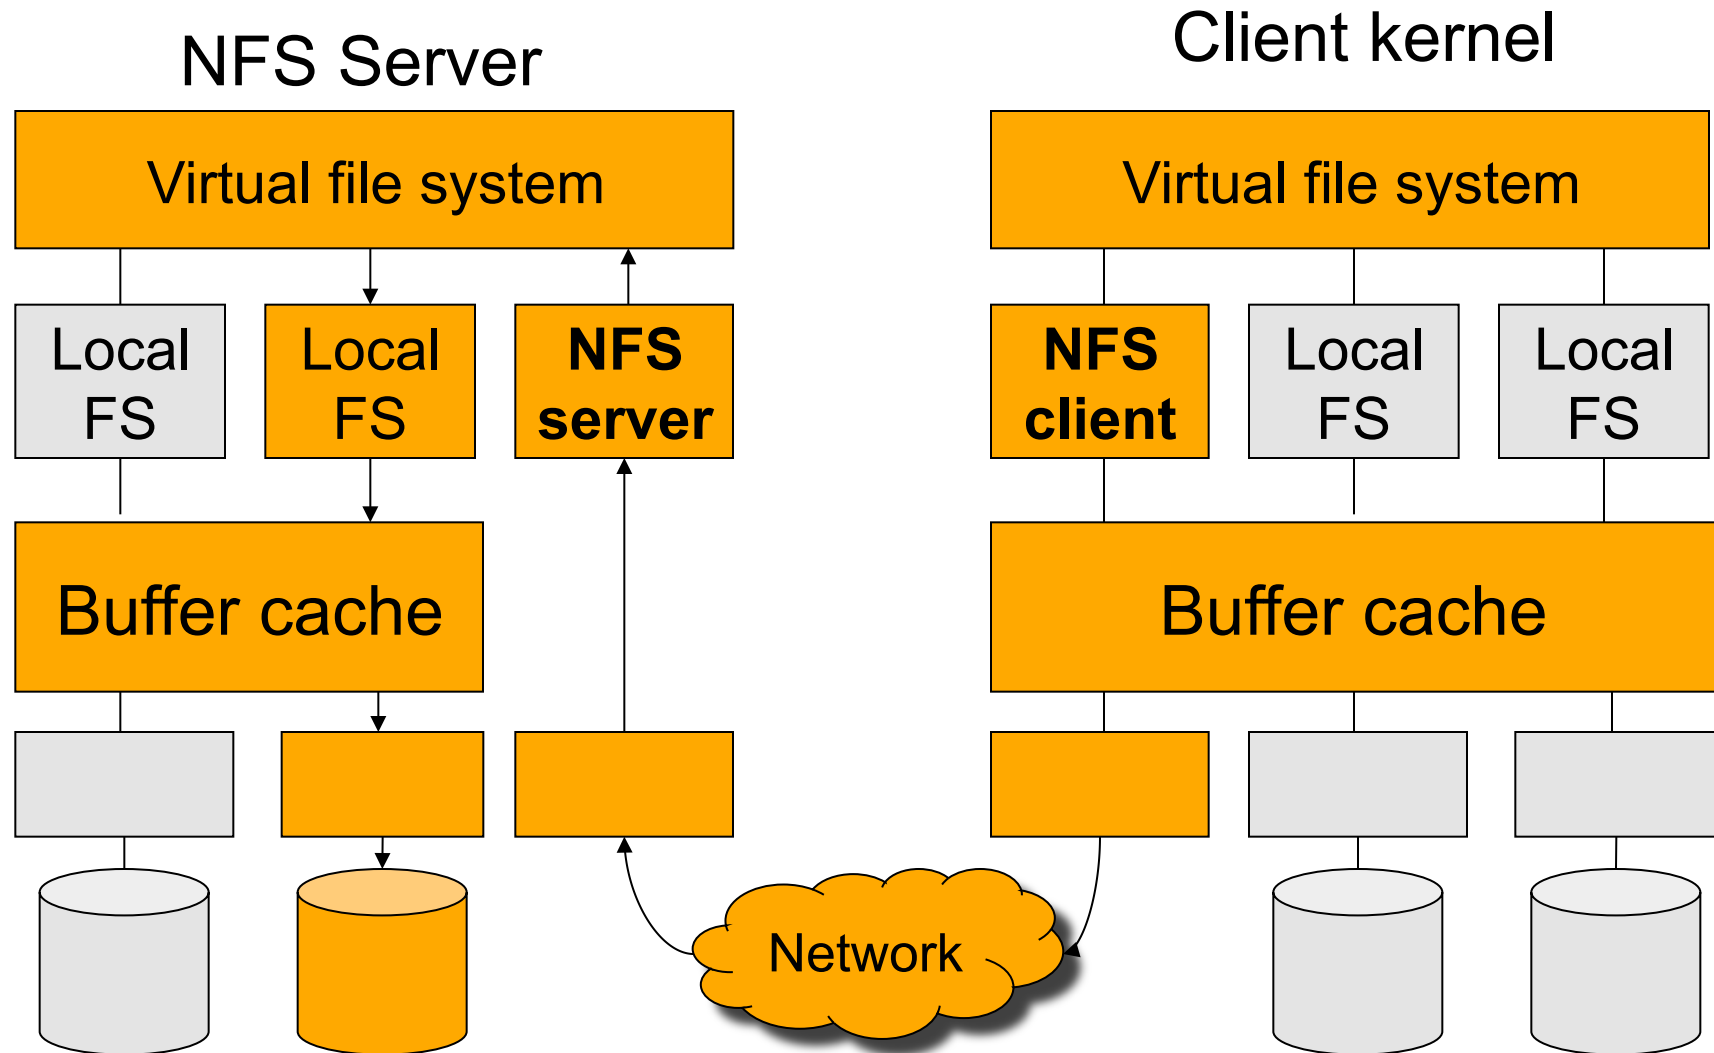 NFS Server
Client kernel
Virtual file system
Virtual file system
Local
FS
Local
FS
NFS
server
NFS
client
Local
FS
Local
FS
Buffer cache
Buffer cache
Network